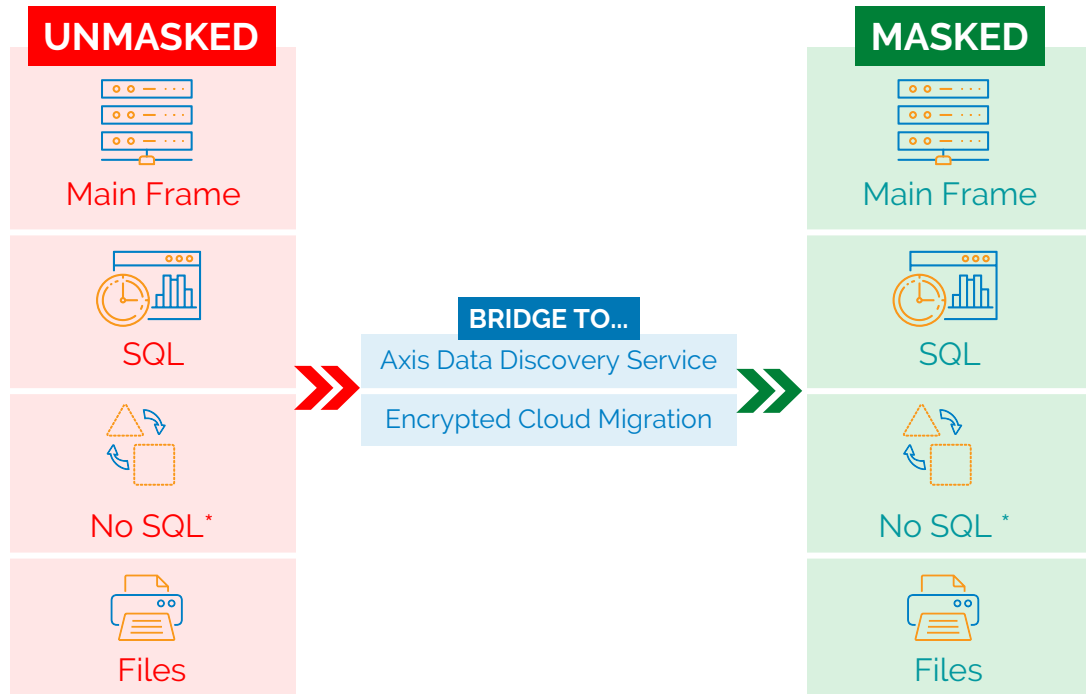 UNMASKED
Main Frame
SQL
No SQL*
Files
BRIDGE TO...
Axis Data Discovery Service
Encrypted Cloud Migration
MASKED
Main Frame
SQL
No SQL *
Files